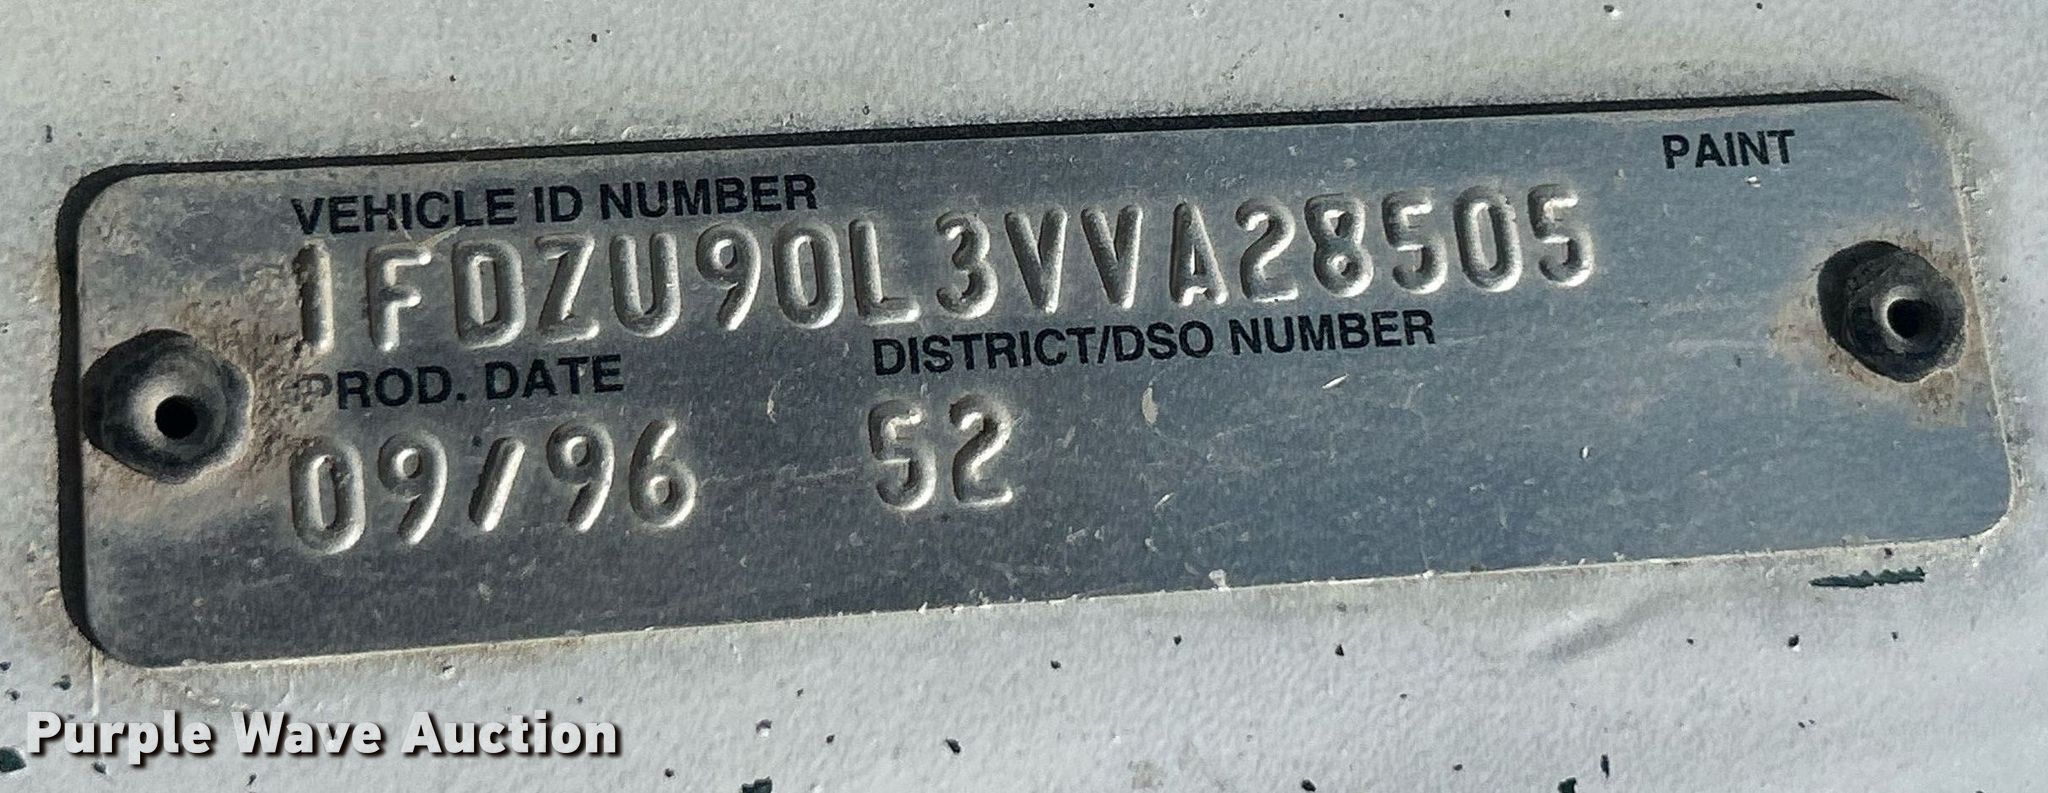 PAINT
VEHICLE ID NUMBER
1FDZU90L3VVA28505
PROD. DATE DISTRICT/DSO NUMBER
09/96 52
Purple Wave Auction